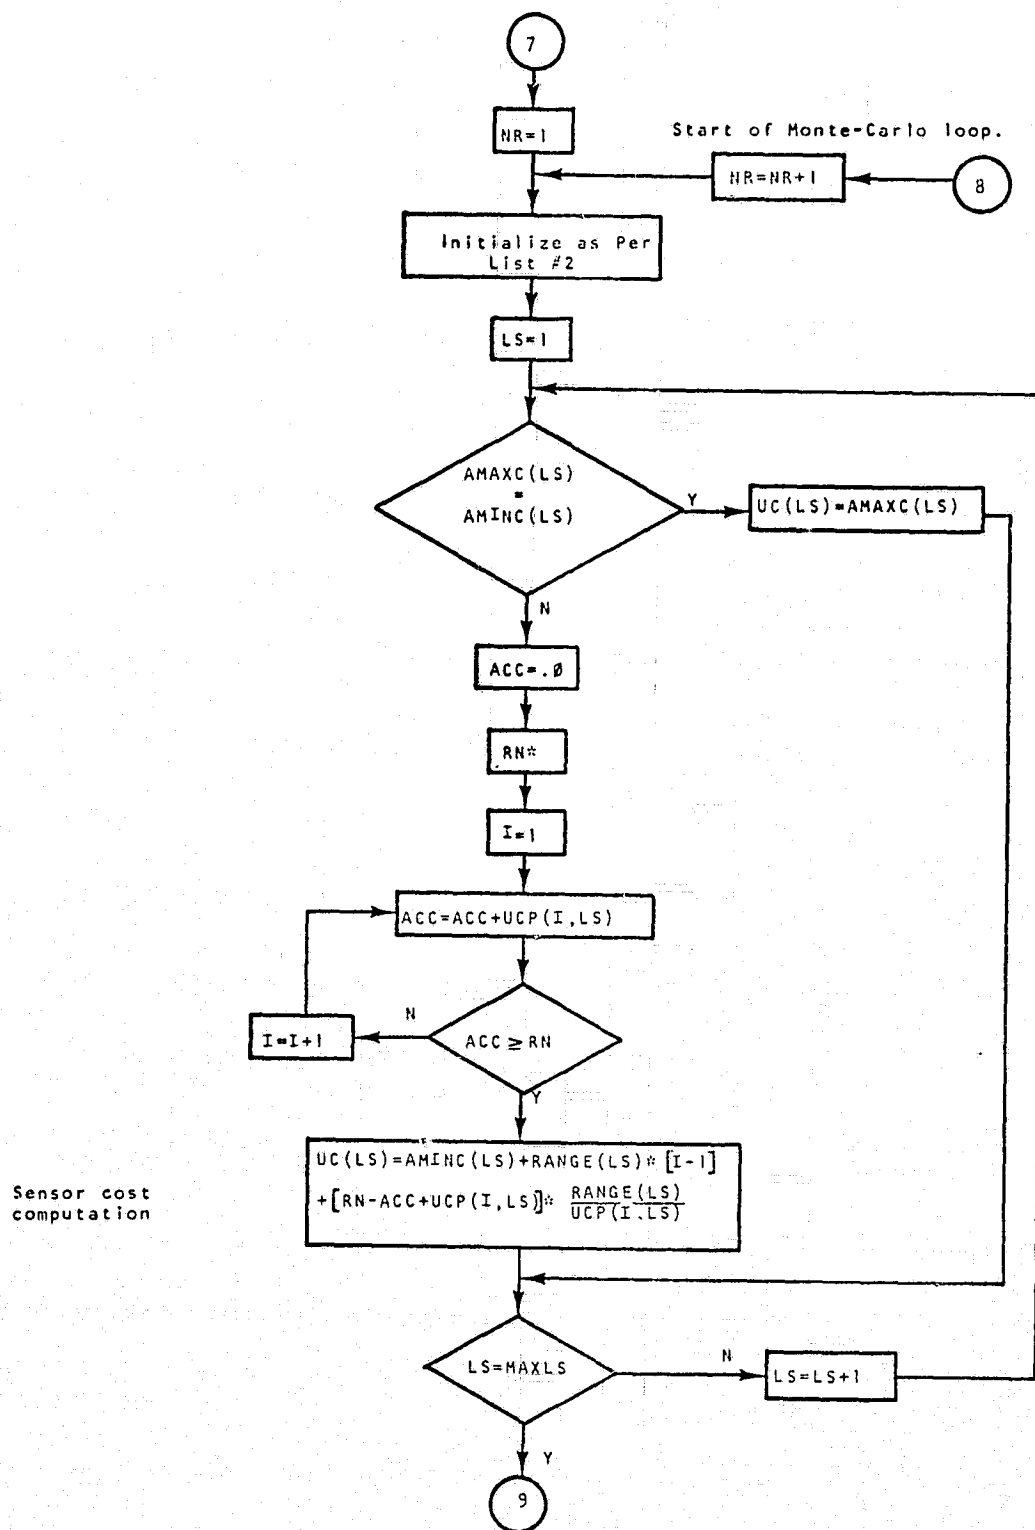 7
NR=1
Start of Monte-Carlo loop.
NR=NR+1
8
Initialize as Per
List #2
LS=1
AMAXC(LS)
=
AMINC(LS)
Y
UC(LS)=AMAXC(LS)
N
ACC=.Ø
RN*
I=1
ACC=ACC+UCP(I,LS)
N
I=I+1
ACC ≧ RN
Y
UC(LS)=AMINC(LS)+RANGE(LS)*[I-1]
+[RN-ACC+UCP(I,LS)]* RANGE(LS)
UCP(I.LS)
Sensor cost
computation
LS=MAXLS
N
LS=LS+1
Y
9